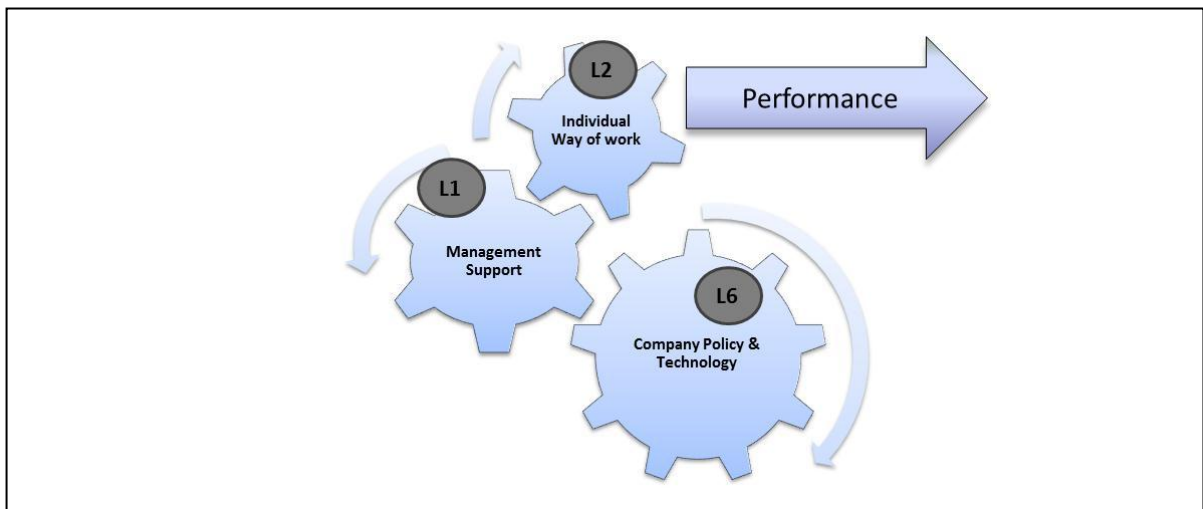 L2
Individual
Way of work
Performance
L1
Management
Support
L6
Company Policy &
Technology